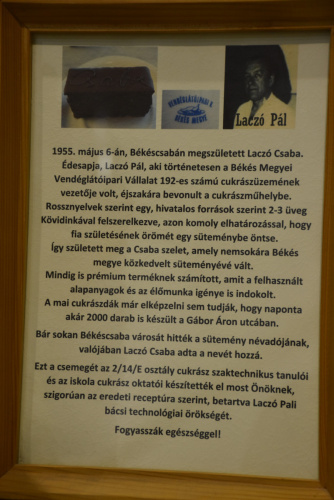 VENDÉGLÁTÓIPARI V.
BÉKÉS MEGYE
Laczó Pál
1955. május 6-án, Békéscsabán megszületett Laczó Csaba.
Édesapja, Laczó Pál, aki történetesen a Békés Megyei
Vendéglátóipari Vállalat 192-es számú cukrászüzemének
vezetője volt, éjszakára bevonult a cukrászműhelybe.
Rossznyelvek szerint egy, hivatalos források szerint 2-3 üveg
Kövidinkával felszerelkezve, azon komoly elhatározással, hogy
fia születésének örömét egy süteménybe öntse.
Így született meg a Csaba szelet, amely nemsokára Békés
megye közkedvelt süteményévé vált.
Mindig is prémium terméknek számított, amit a felhasznált
alapanyagok és az élőmunka igénye is indokolt.
A mai cukrászdák már elképzelni sem tudják, hogy naponta
akár 2000 darab is készült a Gábor Áron utcában.
Bár sokan Békéscsaba városát hitték a sütemény névadójának,
valójában Laczó Csaba adta a nevét hozzá.
Ezt a csemegét az 2/14/E osztály cukrász szaktechnikus tanulói
és az iskola cukrász oktatói készítették el most Önöknek,
szigorúan az eredeti receptúra szerint, betartva Laczó Pali
bácsi technológiai örökségét.
Fogyasszák egészséggel!